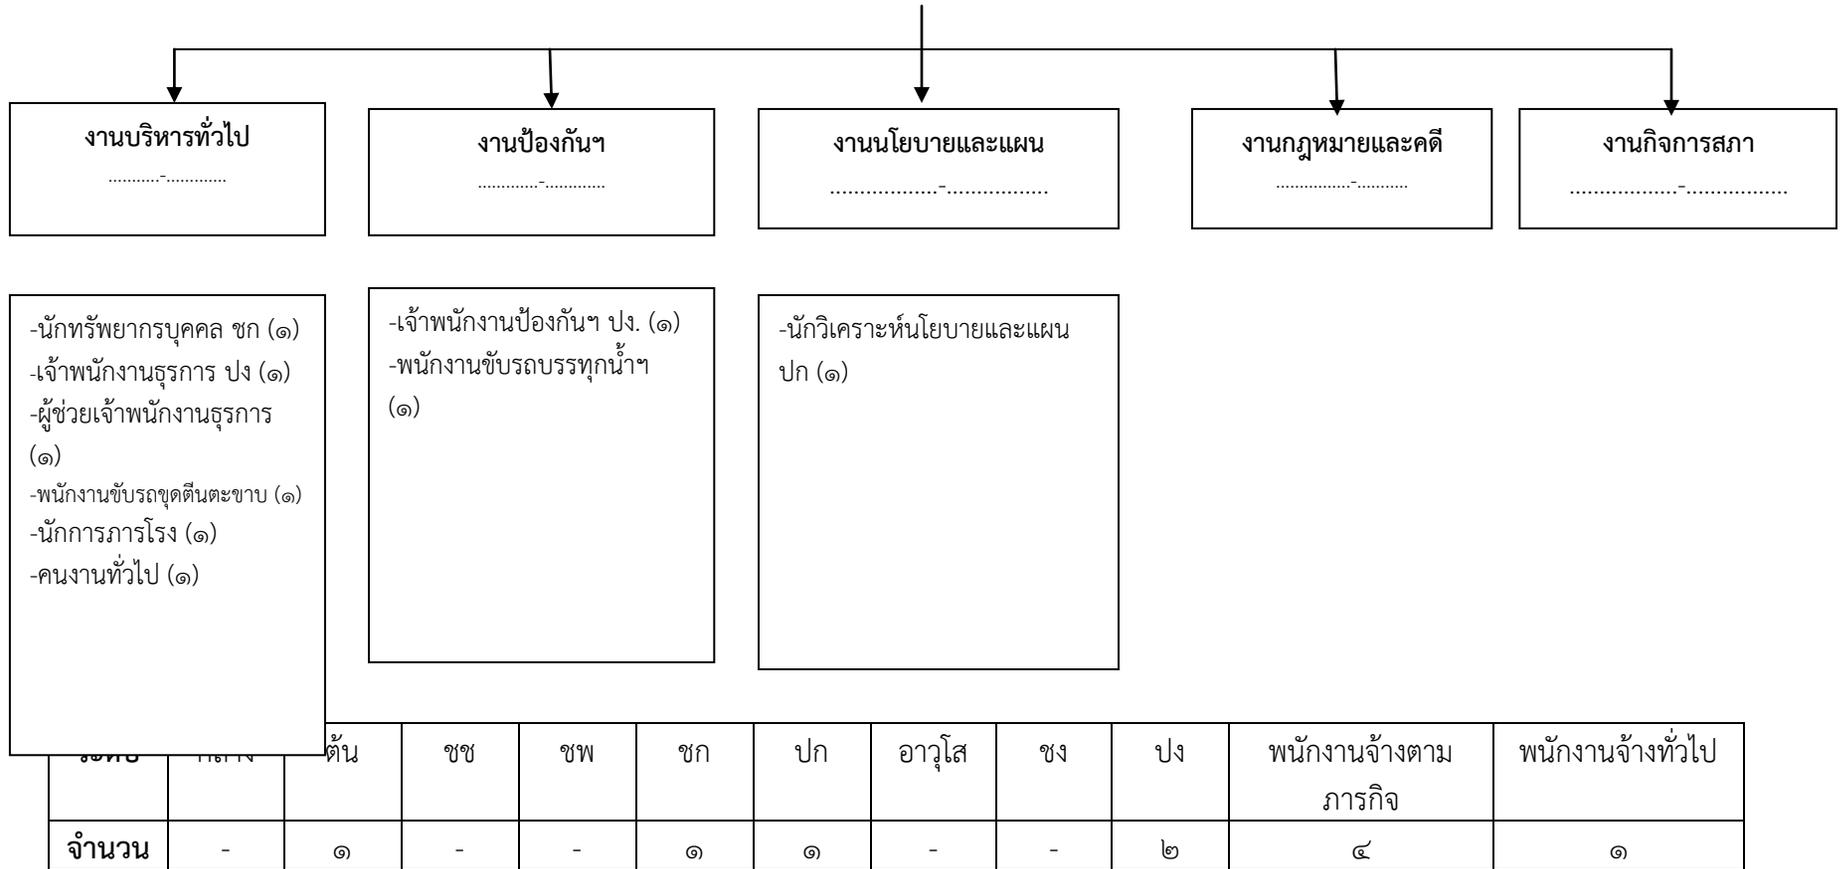 งานบริหารทั่วไป
...........-............
งานป้องกันฯ
.............-.............
งานนโยบายและแผน
.................-................
งานกฎหมายและคดี
................-...........
งานกิจการสภา
.................-................
-นักทรัพยากรบุคคล ชก (๑)
-เจ้าพนักงานธุรการ ปง (๑)
-ผู้ช่วยเจ้าพนักงานธุรการ
(๑)
-พนักงานขับรถขุดตีนตะขาบ (๑)
-นักการภารโรง (๑)
-คนงานทั่วไป (๑)
-เจ้าพนักงานป้องกันฯ ปง. (๑)
-พนักงานขับรถบรรทุกน้ำฯ
(๑)
-นักวิเคราะห์นโยบายและแผน
ปก (๑)
ต้น ชช ชพ ชก ปก อาวุโส ชง ปง พนักงานจ้างตาม พนักงานจ้างทั่วไป
ภารกิจ
จำนวน - ๑ - - ๑ ๑ - - ๒ ๔ ๑